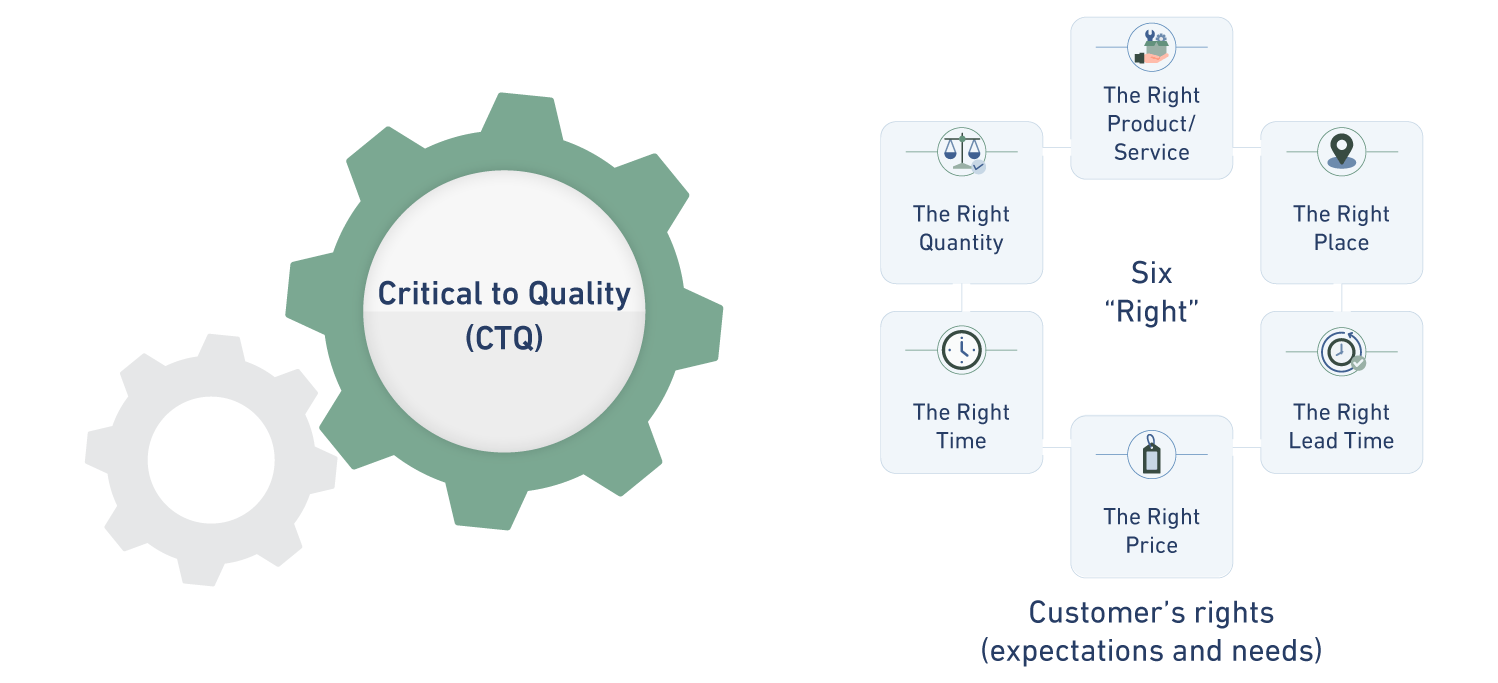 Critical to Quality
(CTQ)
The Right
Product/
Service
The Right
Quantity
The Right
Place
Six
“Right”
The Right
Time
The Right
Lead Time
The Right
Price
Customer’s rights
(expectations and needs)